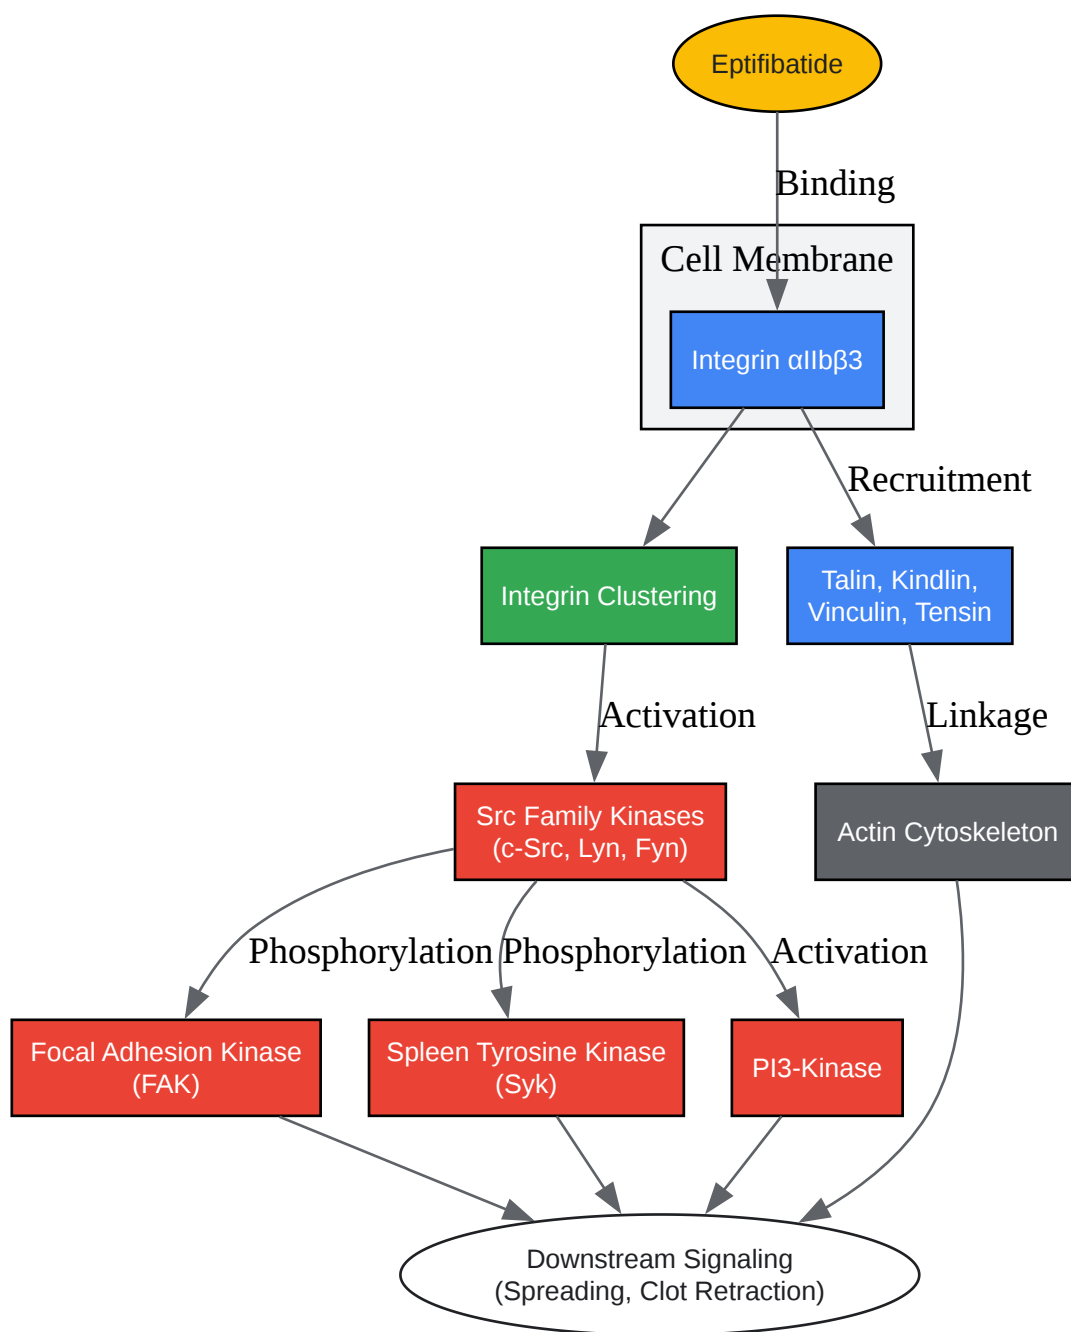 Eptifibatide
Binding
Cell Membrane
Integrin αIIbβ3
Recruitment
Integrin Clustering
Talin, Kindlin,
Vinculin, Tensin
Activation
Linkage
Src Family Kinases
(c-Src, Lyn, Fyn)
Actin Cytoskeleton
Phosphorylation
Phosphorylation
Activation
Focal Adhesion Kinase
(FAK)
Spleen Tyrosine Kinase
(Syk)
PI3-Kinase
Downstream Signaling
(Spreading, Clot Retraction)